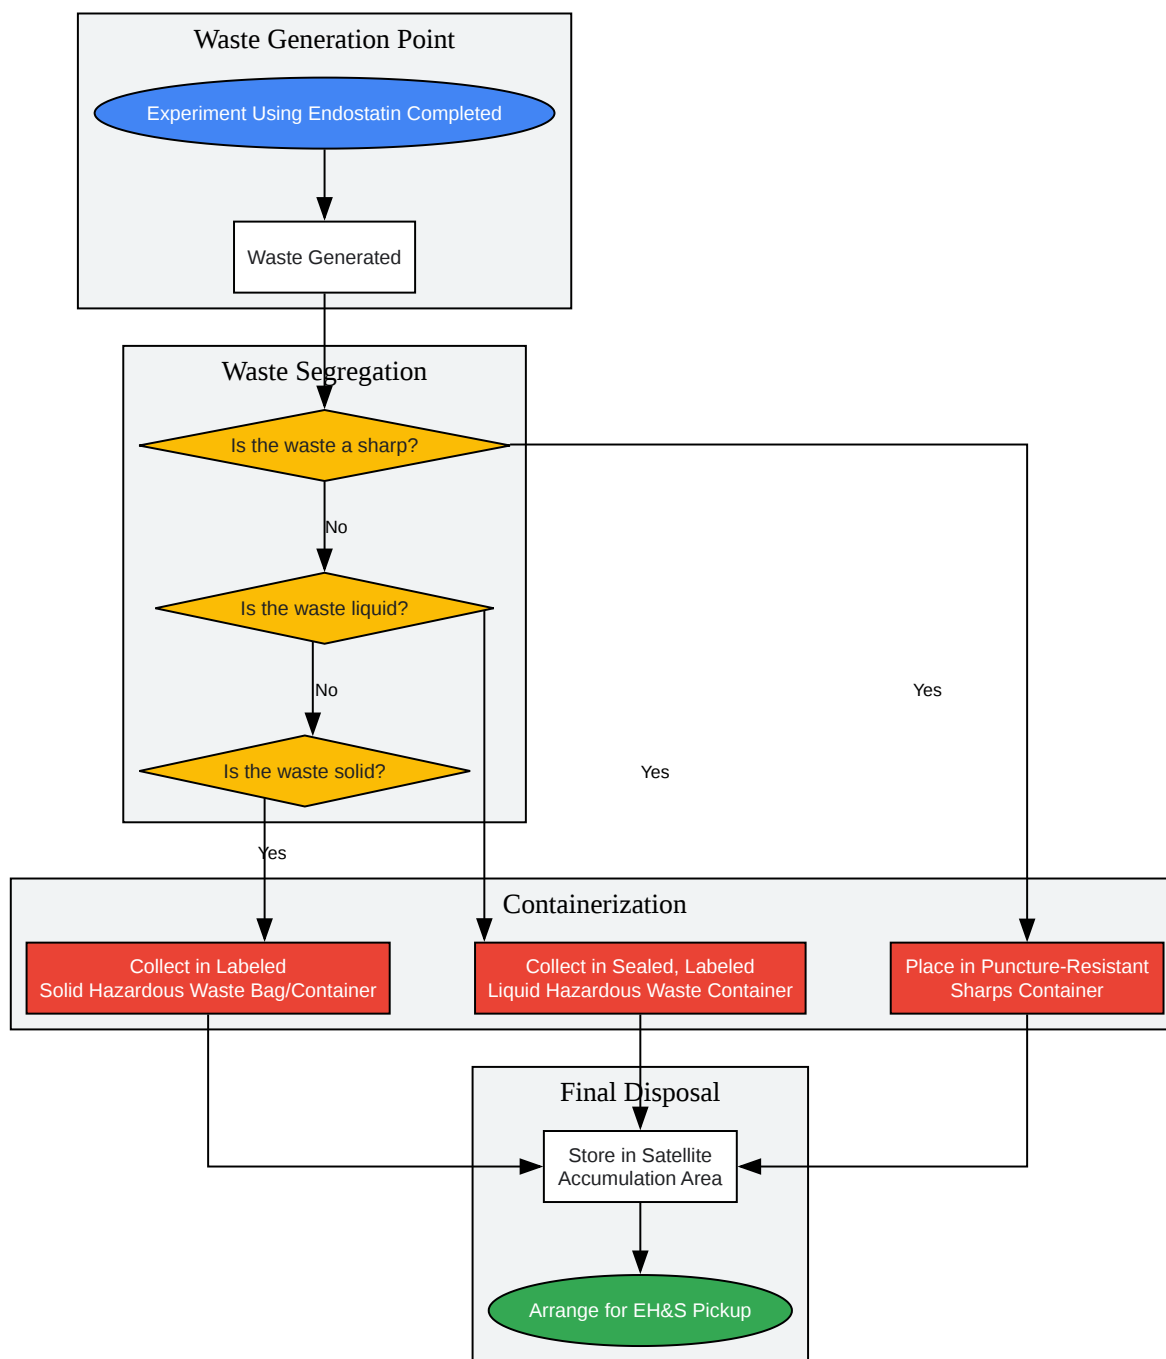 Waste Generation Point
Experiment Using Endostatin Completed
Waste Generated
Waste Segregation
Is the waste a sharp?
No
Is the waste liquid?
No
Yes
Is the waste solid?
Yes
Yes
Containerization
Collect in Labeled
Solid Hazardous Waste Bag/Container
Collect in Sealed, Labeled
Liquid Hazardous Waste Container
Place in Puncture-Resistant
Sharps Container
Final Disposal
Store in Satellite
Accumulation Area
Arrange for EH&S Pickup